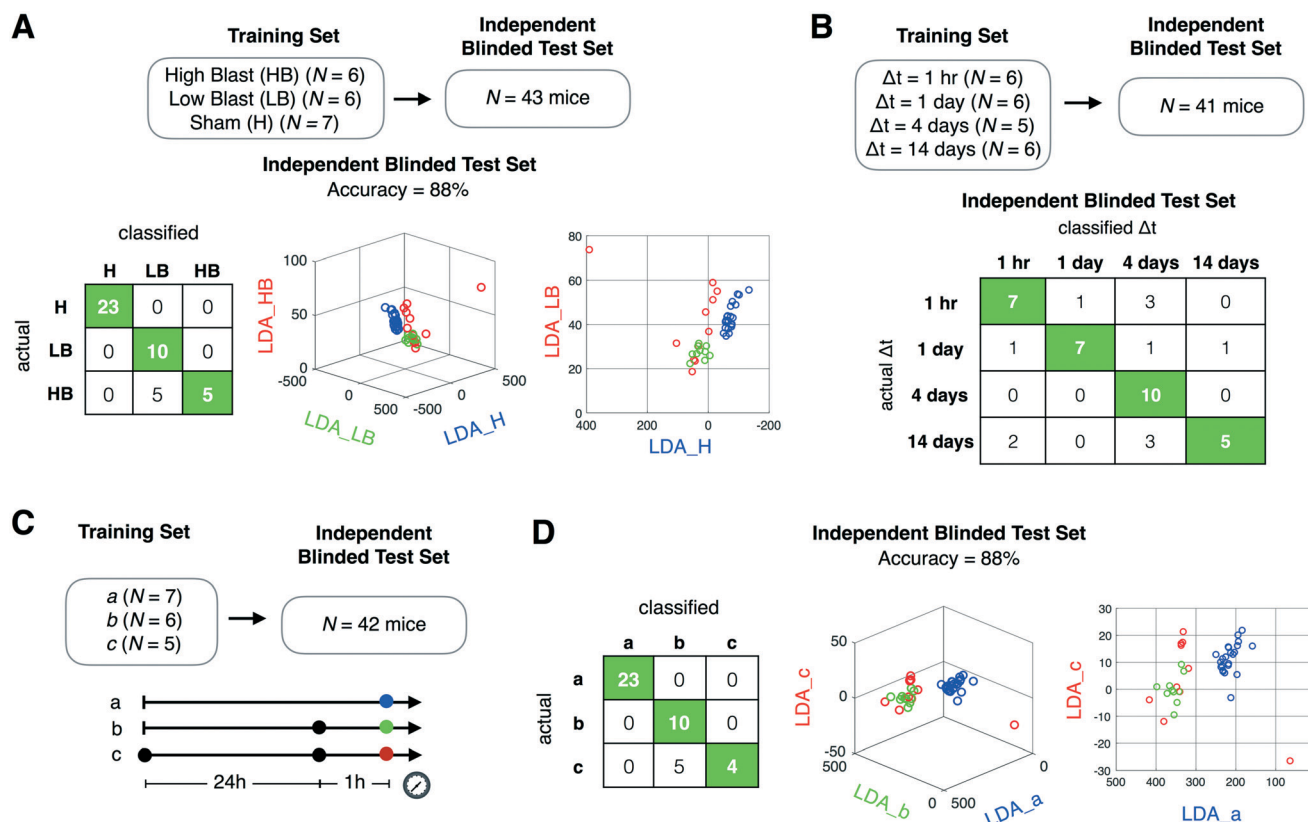 A
Training Set
Independent
Blinded Test Set
High Blast (HB) (N = 6)
Low Blast (LB) (N = 6)
Sham (H) (N = 7)
N = 43 mice
Independent Blinded Test Set
Accuracy = 88%
classified
H LB HB
actual
H 23 0 0
LB 0 10 0
HB 0 5 5
LDA_HB
100
50
0
-500
0
500
-500
0
500
LDA_LB
LDA_H
LDA_LB
80
60
40
20
0
400 200 0 -200
LDA_H
B
Training Set
Independent
Blinded Test Set
Δt = 1 hr (N = 6)
Δt = 1 day (N = 6)
Δt = 4 days (N = 5)
Δt = 14 days (N = 6)
N = 41 mice
Independent Blinded Test Set
classified Δt
1 hr 1 day 4 days 14 days
actual Δt
1 hr 7 1 3 0
1 day 1 7 1 1
4 days 0 0 10 0
14 days 2 0 3 5
C
Training Set
Independent
Blinded Test Set
a (N = 7)
b (N = 6)
c (N = 5)
N = 42 mice
a
b
c
24h
1h
D
Independent Blinded Test Set
Accuracy = 88%
classified
a b c
actual
a 23 0 0
b 0 10 0
c 0 5 4
LDA_c
50
0
-50
500
0
500
0
LDA_b
LDA_a
LDA_c
30
20
10
0
-10
-20
-30
500 400 300 200 100
LDA_a